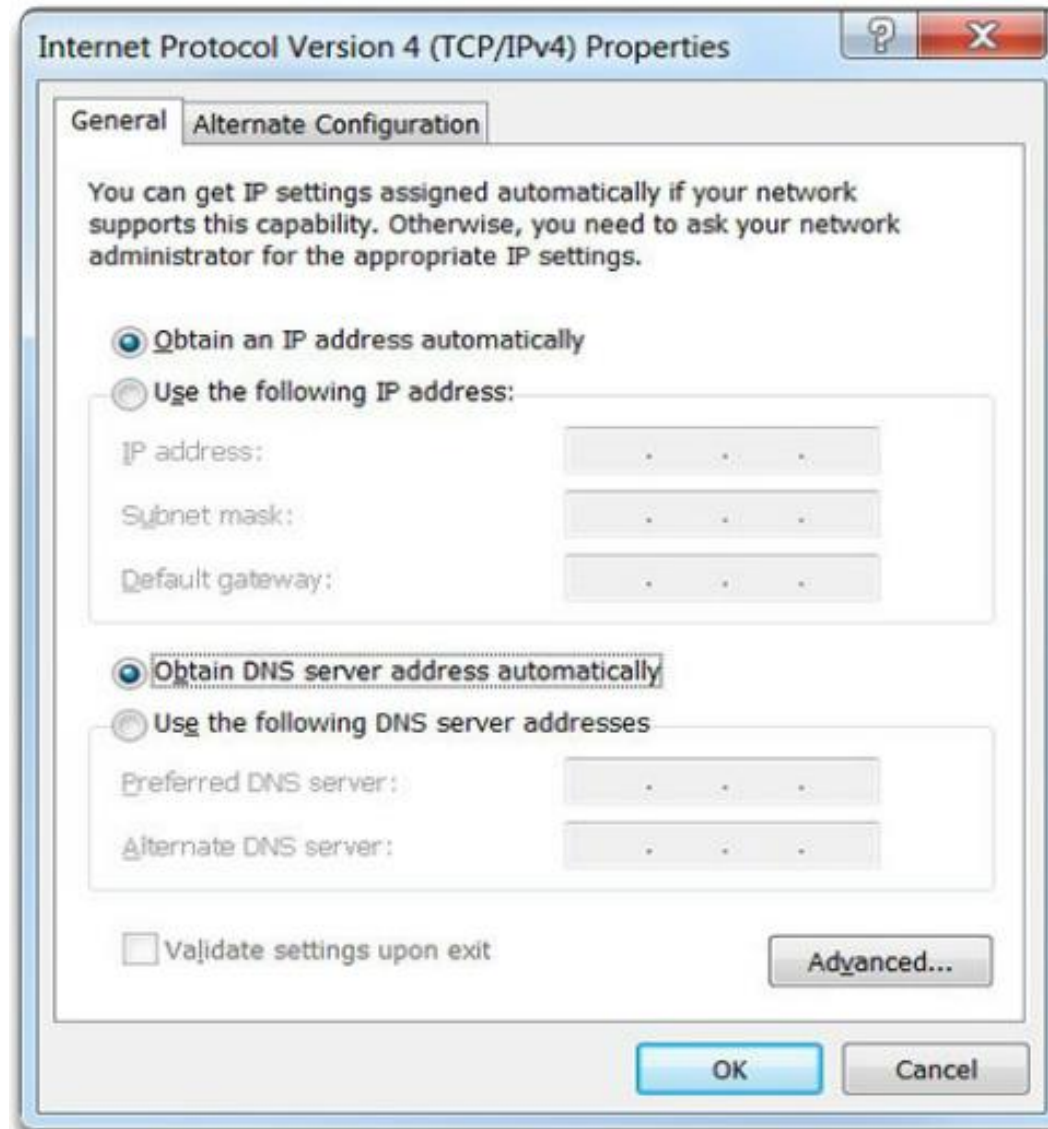 Internet Protocol Version 4 (TCP/IPv4) Properties
General
Alternate Configuration
You can get IP settings assigned automatically if your network
supports this capability. Otherwise, you need to ask your network
administrator for the appropriate IP settings.
Obtain an IP address automatically
Use the following IP address:
IP address:
Subnet mask:
Default gateway:
Obtain DNS server address automatically
Use the following DNS server addresses
Preferred DNS server:
Alternate DNS server:
Validate settings upon exit
Advanced...
OK
Cancel